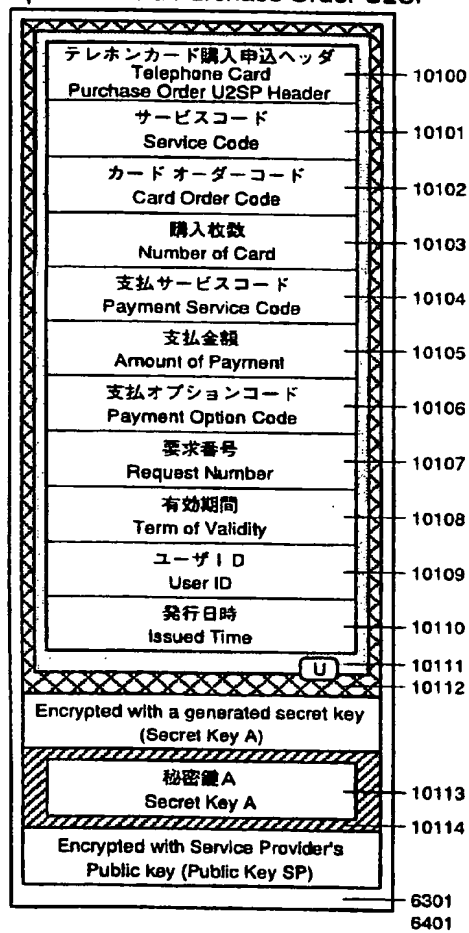 Purchase Order U2SP
テレホンカード購入申込ヘッダ
Telephone Card
Purchase Order U2SP Header
10100
サービスコード
Service Code
10101
カード オーダーコード
Card Order Code
10102
購入枚数
Number of Card
10103
支払サービスコード
Payment Service Code
10104
支払金額
Amount of Payment
10105
支払オプションコード
Payment Option Code
10106
要求番号
Request Number
10107
有効期間
Term of Validity
10108
ユーザID
User ID
10109
発行日時
Issued Time
10110
U
10111
10112
Encrypted with a generated secret key
(Secret Key A)
秘密鍵A
Secret Key A
10113
10114
Encrypted with Service Provider's
Public key (Public Key SP)
6301
6401